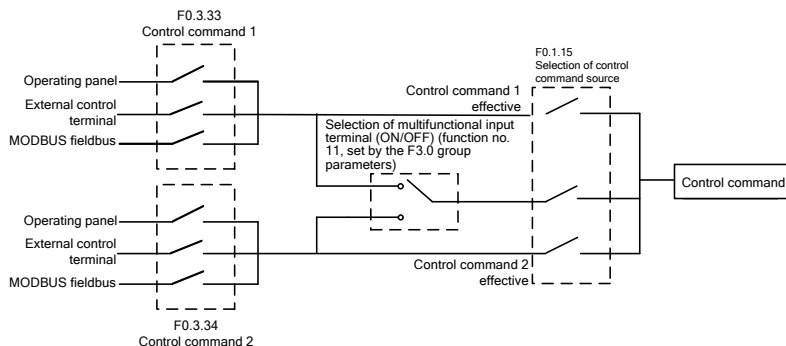 F0.3.33
Control command 1
Operating panel
External control
terminal
MODBUS fieldbus
Control command 1
effective
Selection of multifunctional input
terminal (ON/OFF) (function no.
11, set by the F3.0 group
parameters)
F0.1.15
Selection of control
command source
Control command
Operating panel
External control
terminal
MODBUS fieldbus
Control command 2
effective
F0.3.34
Control command 2